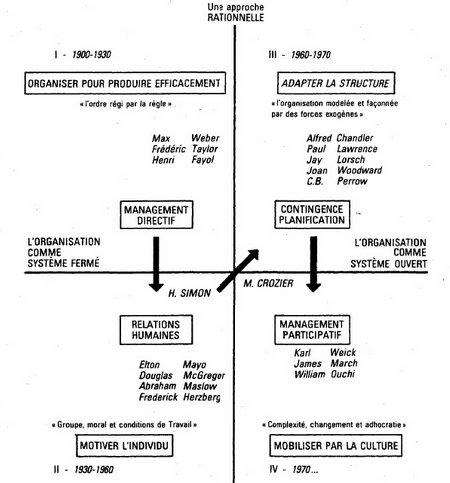 Une approche
RATIONNELLE
I - 1900-1930
ORGANISER POUR PRODUIRE EFFICACEMENT
« l'ordre régi par la règle »
Max Weber
Frédéric Taylor
Henri Fayol
MANAGEMENT
DIRECTIF
L'ORGANISATION
COMME
SYSTÈME FERMÉ
III - 1960-1970
ADAPTER LA STRUCTURE
« l'organisation modelée et façonnée
par des forces exogènes »
Alfred Chandler
Paul Lawrence
Jay Lorsch
Joan Woodward
C.B. Perrow
CONTINGENCE
PLANIFICATION
L'ORGANISATION
COMME
SYSTÈME OUVERT
H. SIMON
M. CROZIER
RELATIONS
HUMAINES
Elton Mayo
Douglas McGregor
Abraham Maslow
Frederick Herzberg
« Groupe, moral et conditions de Travail »
MOTIVER L'INDIVIDU
II - 1930-1960
MANAGEMENT
PARTICIPATIF
Karl Weick
James March
William Ouchi
« Complexité, changement et adhocratie »
MOBILISER PAR LA CULTURE
IV - 1970...